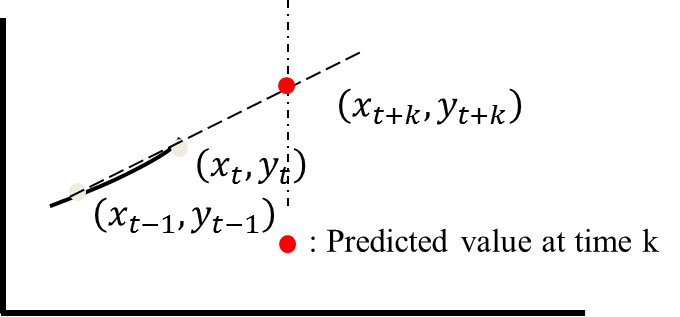 (x_{t+k}, y_{t+k})
(x_t, y_t)
(x_{t−1}, y_{t−1})
: Predicted value at time k